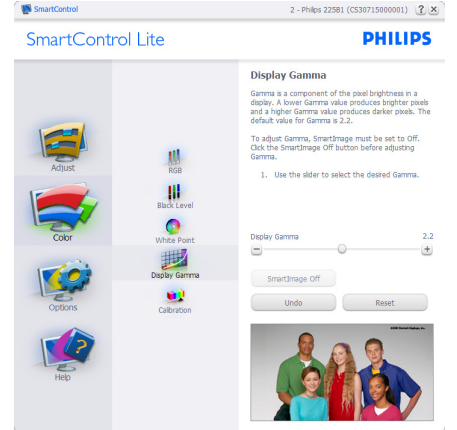 SmartControl
2 - Philips 225B1 (CS30715000001)
SmartControl Lite
PHILIPS
Adjust
Color
Options
Help
RGB
Black Level
White Point
Display Gamma
Calibration
Display Gamma
Gamma is a component of the pixel brightness in a
display. A lower Gamma value produces brighter pixels
and a higher Gamma value produces darker pixels. The
default value for Gamma is 2.2.
To adjust Gamma, SmartImage must be set to Off.
Click the SmartImage Off button before adjusting
Gamma.
1. Use the slider to select the desired Gamma.
Display Gamma 2.2
SmartImage Off
Undo Reset